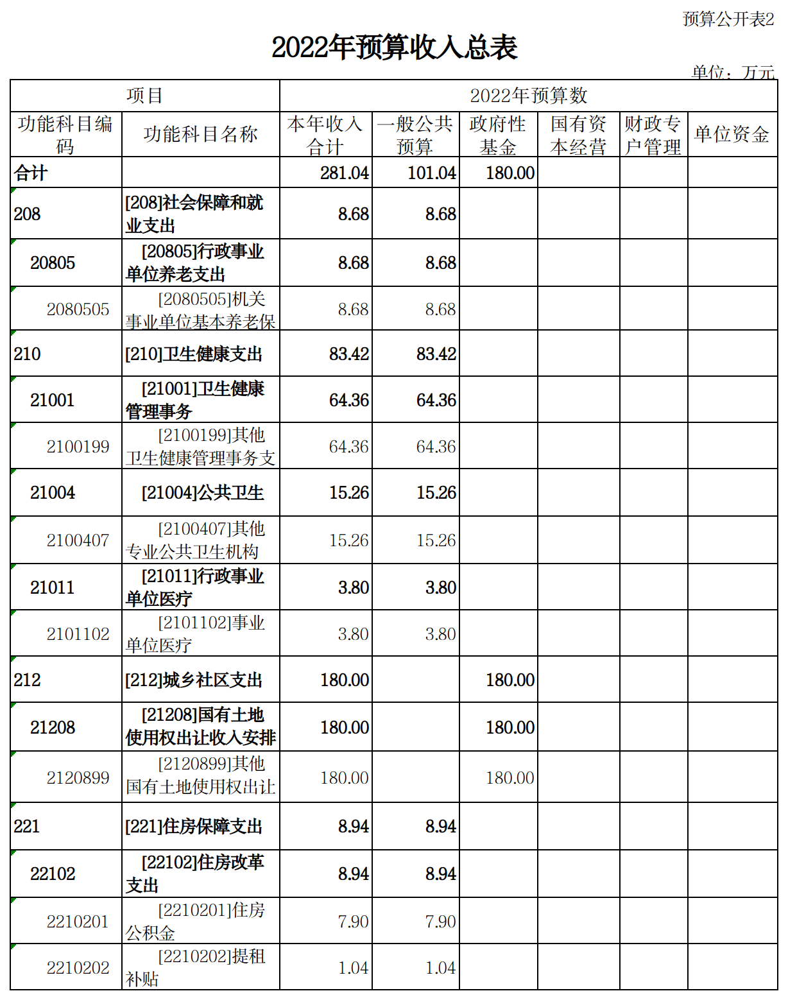 预算公开表2
2022年预算收入总表
单位：万元
项目
2022年预算数
功能科目编
码
功能科目名称
本年收入
合计
一般公共
预算
政府性
基金
国有资
本经营
财政专
户管理
单位资金
合计 281.04 101.04 180.00
208
[208]社会保障和就
业支出
8.68 8.68
20805
[20805]行政事业
单位养老支出
8.68 8.68
2080505
[2080505]机关
事业单位基本养老保
8.68 8.68
210 [210]卫生健康支出 83.42 83.42
21001
[21001]卫生健康
管理事务
64.36 64.36
2100199
[2100199]其他
卫生健康管理事务支
64.36 64.36
21004 [21004]公共卫生 15.26 15.26
2100407
[2100407]其他
专业公共卫生机构
15.26 15.26
21011
[21011]行政事业
单位医疗
3.80 3.80
2101102
[2101102]事业
单位医疗
3.80 3.80
212 [212]城乡社区支出 180.00 180.00
21208
[21208]国有土地
使用权出让收入安排
180.00 180.00
2120899
[2120899]其他
国有土地使用权出让
180.00 180.00
221 [221]住房保障支出 8.94 8.94
22102
[22102]住房改革
支出
8.94 8.94
2210201
[2210201]住房
公积金
7.90 7.90
2210202
[2210202]提租
补贴
1.04 1.04